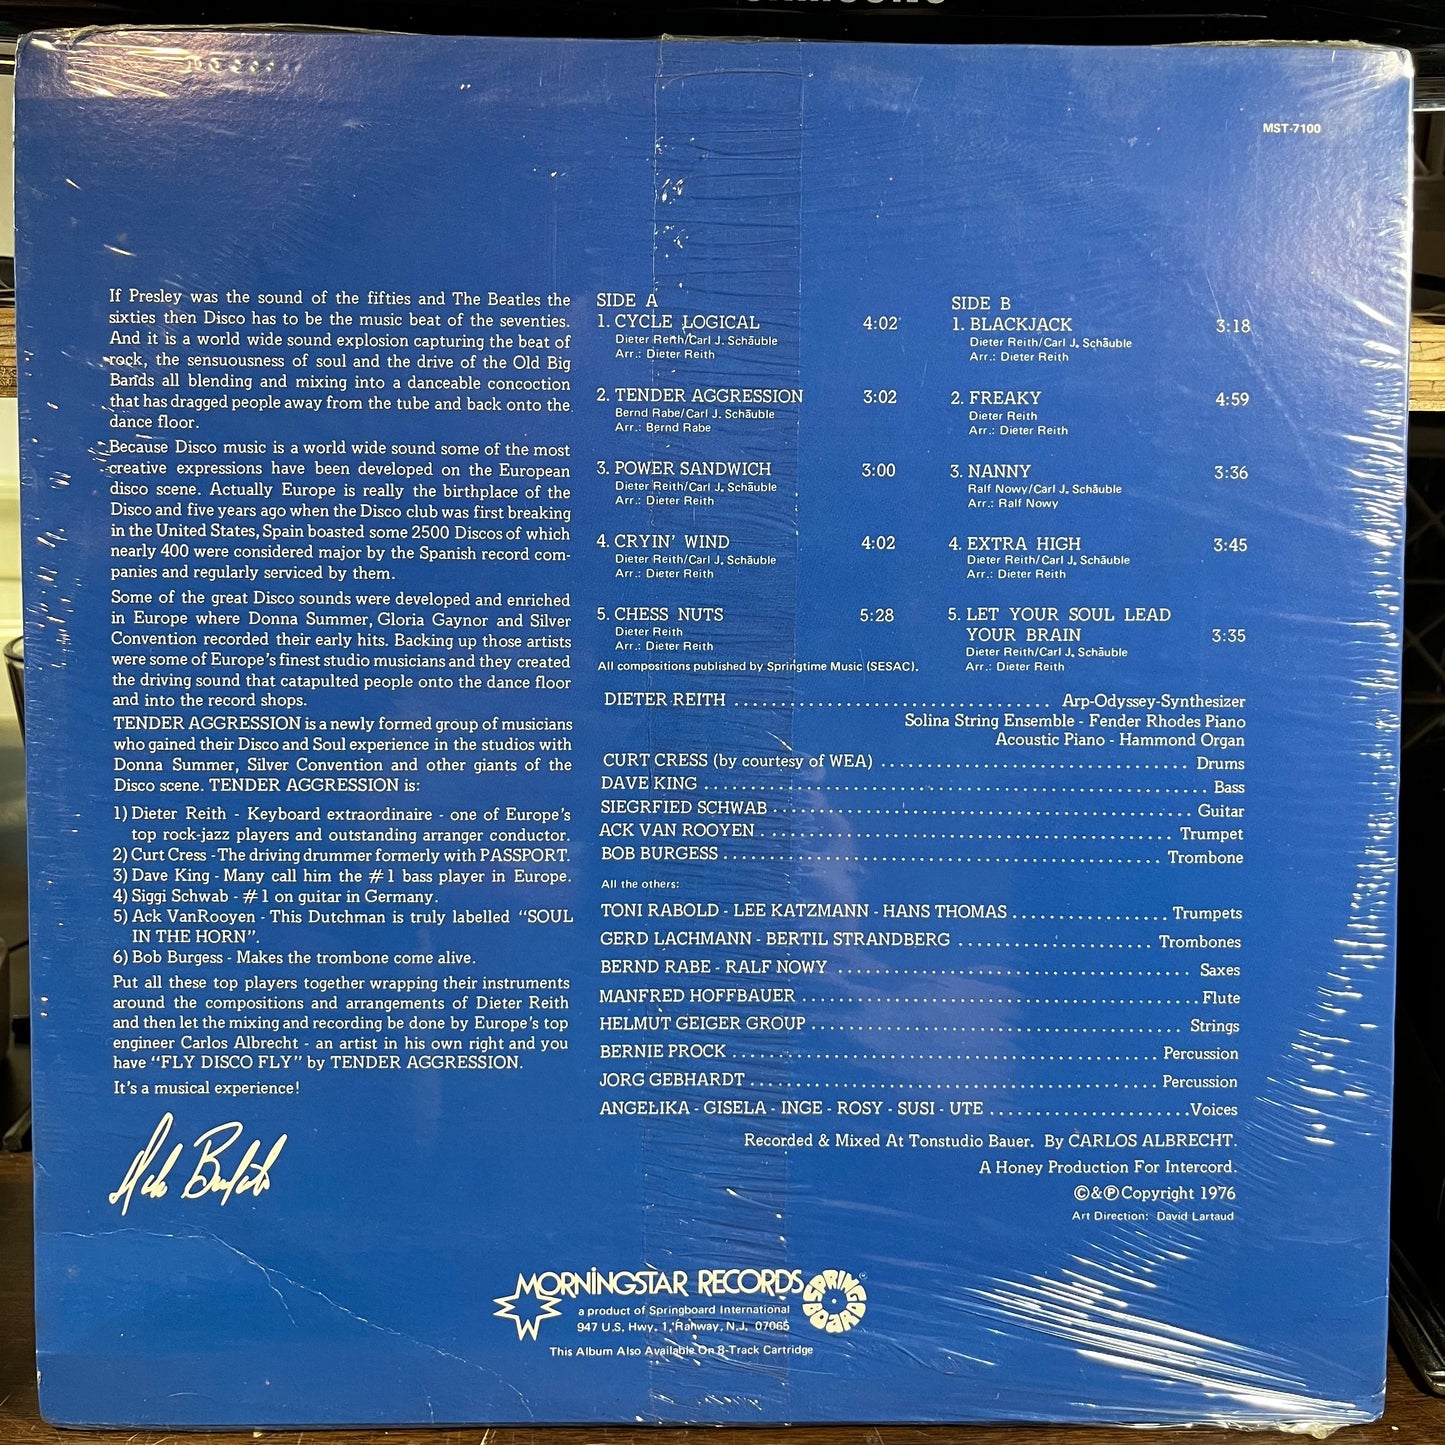 MST-7100
If Presley was the sound of the fifties and The Beatles the
sixties then Disco has to be the music beat of the seventies.
And it is a world wide sound explosion capturing the beat of
rock, the sensuousness of soul and the drive of the Old Big
Bands all blending and mixing into a danceable concoction
that has dragged people away from the tube and back onto the
dance floor.
Because Disco music is a world wide sound some of the most
creative expressions have been developed on the European
disco scene. Actually Europe is really the birthplace of the
Disco and five years ago when the Disco club was first breaking
in the United States, Spain boasted some 2500 Discos of which
nearly 400 were considered major by the Spanish record com-
panies and regularly serviced by them.
Some of the great Disco sounds were developed and enriched
in Europe where Donna Summer, Gloria Gaynor and Silver
Convention recorded their early hits. Backing up those artists
were some of Europe's finest studio musicians and they created
the driving sound that catapulted people onto the dance floor
and into the record shops.
TENDER AGGRESSION is a newly formed group of musicians
who gained their Disco and Soul experience in the studios with
Donna Summer, Silver Convention and other giants of the
Disco scene. TENDER AGGRESSION is:
1) Dieter Reith - Keyboard extraordinaire - one of Europe's
top rock-jazz players and outstanding arranger conductor.
2) Curt Cress - The driving drummer formerly with PASSPORT.
3) Dave King - Many call him the #1 bass player in Europe.
4) Siggi Schwab - #1 on guitar in Germany.
5) Ack VanRooyen - This Dutchman is truly labelled "SOUL
IN THE HORN".
6) Bob Burgess - Makes the trombone come alive.
Put all these top players together wrapping their instruments
around the compositions and arrangements of Dieter Reith
and then let the mixing and recording be done by Europe's top
engineer Carlos Albrecht - an artist in his own right and you
have "FLY DISCO FLY" by TENDER AGGRESSION.
It's a musical experience!
SIDE A
1. CYCLE LOGICAL 4:02
Dieter Reith/Carl J. Schäuble
Arr.: Dieter Reith
2. TENDER AGGRESSION 3:02
Bernd Rabe/Carl J. Schäuble
Arr.: Bernd Rabe
3. POWER SANDWICH 3:00
Dieter Reith/Carl J. Schäuble
Arr.: Dieter Reith
4. CRYIN' WIND 4:02
Dieter Reith/Carl J. Schäuble
Arr.: Dieter Reith
5. CHESS NUTS 5:28
Dieter Reith
Arr.: Dieter Reith
All compositions published by Springtime Music (SESAC).
SIDE B
1. BLACKJACK 3:18
Dieter Reith/Carl J. Schäuble
Arr.: Dieter Reith
2. FREAKY 4:59
Dieter Reith
Arr.: Dieter Reith
3. NANNY 3:36
Ralf Nowy/Carl J. Schäuble
Arr.: Ralf Nowy
4. EXTRA HIGH 3:45
Dieter Reith/Carl J. Schäuble
Arr.: Dieter Reith
5. LET YOUR SOUL LEAD
YOUR BRAIN 3:35
Dieter Reith/Carl J. Schäuble
Arr.: Dieter Reith
DIETER REITH ... Arp-Odyssey-Synthesizer
Solina String Ensemble - Fender Rhodes Piano
Acoustic Piano - Hammond Organ
CURT CRESS (by courtesy of WEA) ... Drums
DAVE KING ... Bass
SIEGRFIED SCHWAB ... Guitar
ACK VAN ROOYEN ... Trumpet
BOB BURGESS ... Trombone
All the others:
TONI RABOLD - LEE KATZMANN - HANS THOMAS ... Trumpets
GERD LACHMANN - BERTIL STRANDBERG ... Trombones
BERND RABE - RALF NOWY ... Saxes
MANFRED HOFFBAUER ... Flute
HELMUT GEIGER GROUP ... Strings
BERNIE PROCK ... Percussion
JORG GEBHARDT ... Percussion
ANGELIKA - GISELA - INGE - ROSY - SUSI - UTE ... Voices
Recorded & Mixed At Tonstudio Bauer. By CARLOS ALBRECHT.
A Honey Production For Intercord.
©&℗Copyright 1976
Art Direction: David Lartaud
MORNINGSTAR RECORDS
SPRING BOARD
a product of Springboard International
947 U.S. Hwy. 1, Rahway, N.J. 07065
This Album Also Available On 8-Track Cartridge